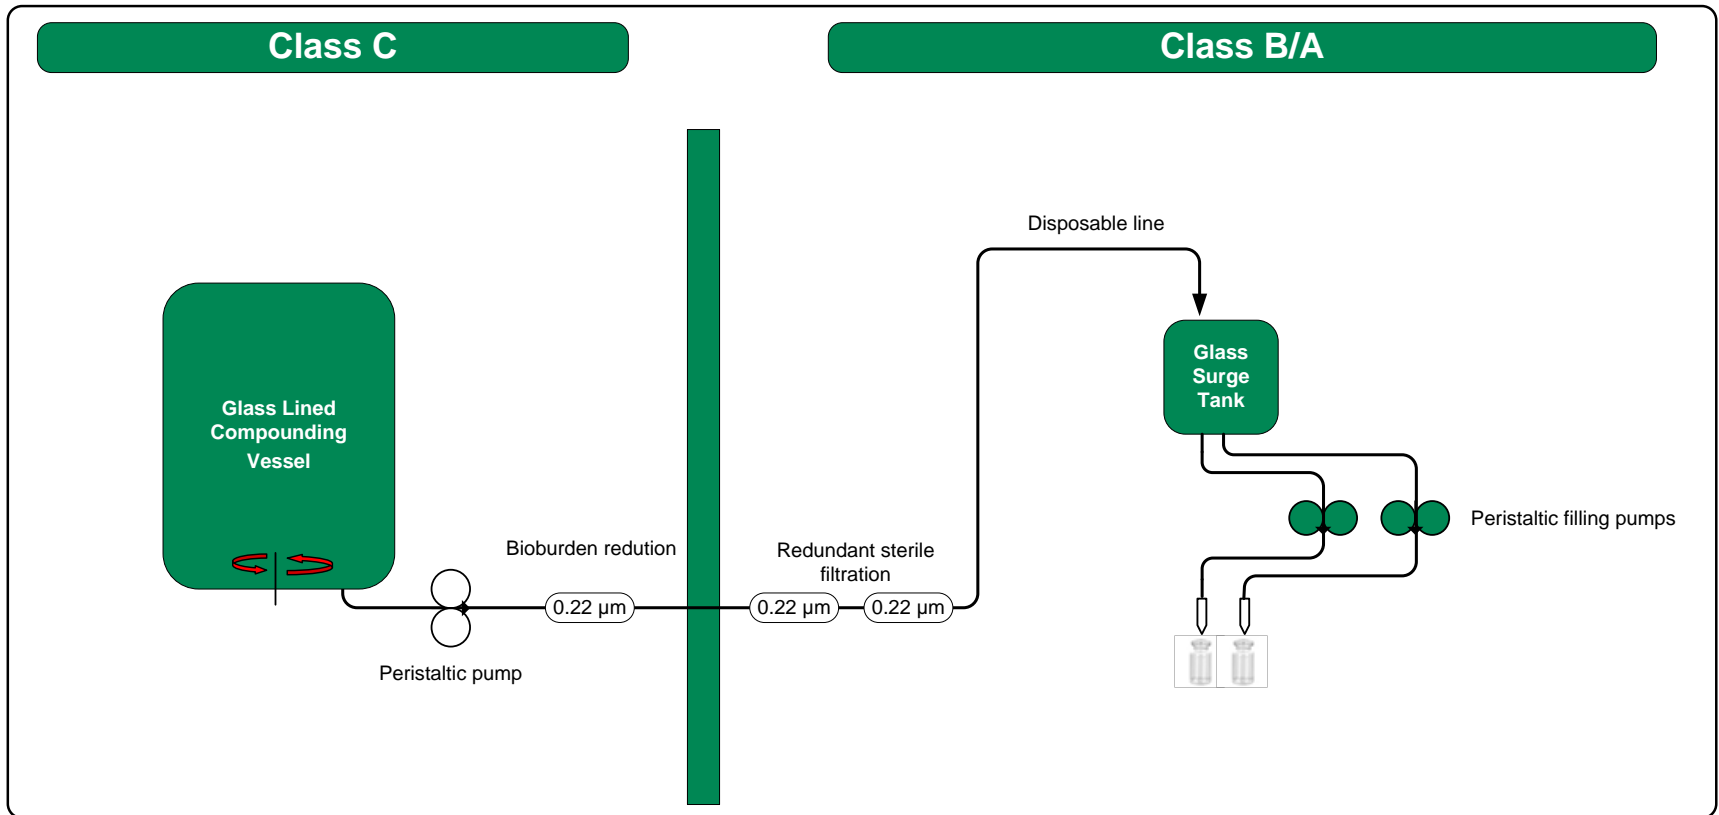 Class C
Class B/A
Disposable line
Glass
Surge
Tank
Glass Lined
Compounding
Vessel
Peristaltic filling pumps
Bioburden redution
Redundant sterile
filtration
0.22 µm
0.22 µm
0.22 µm
Peristaltic pump